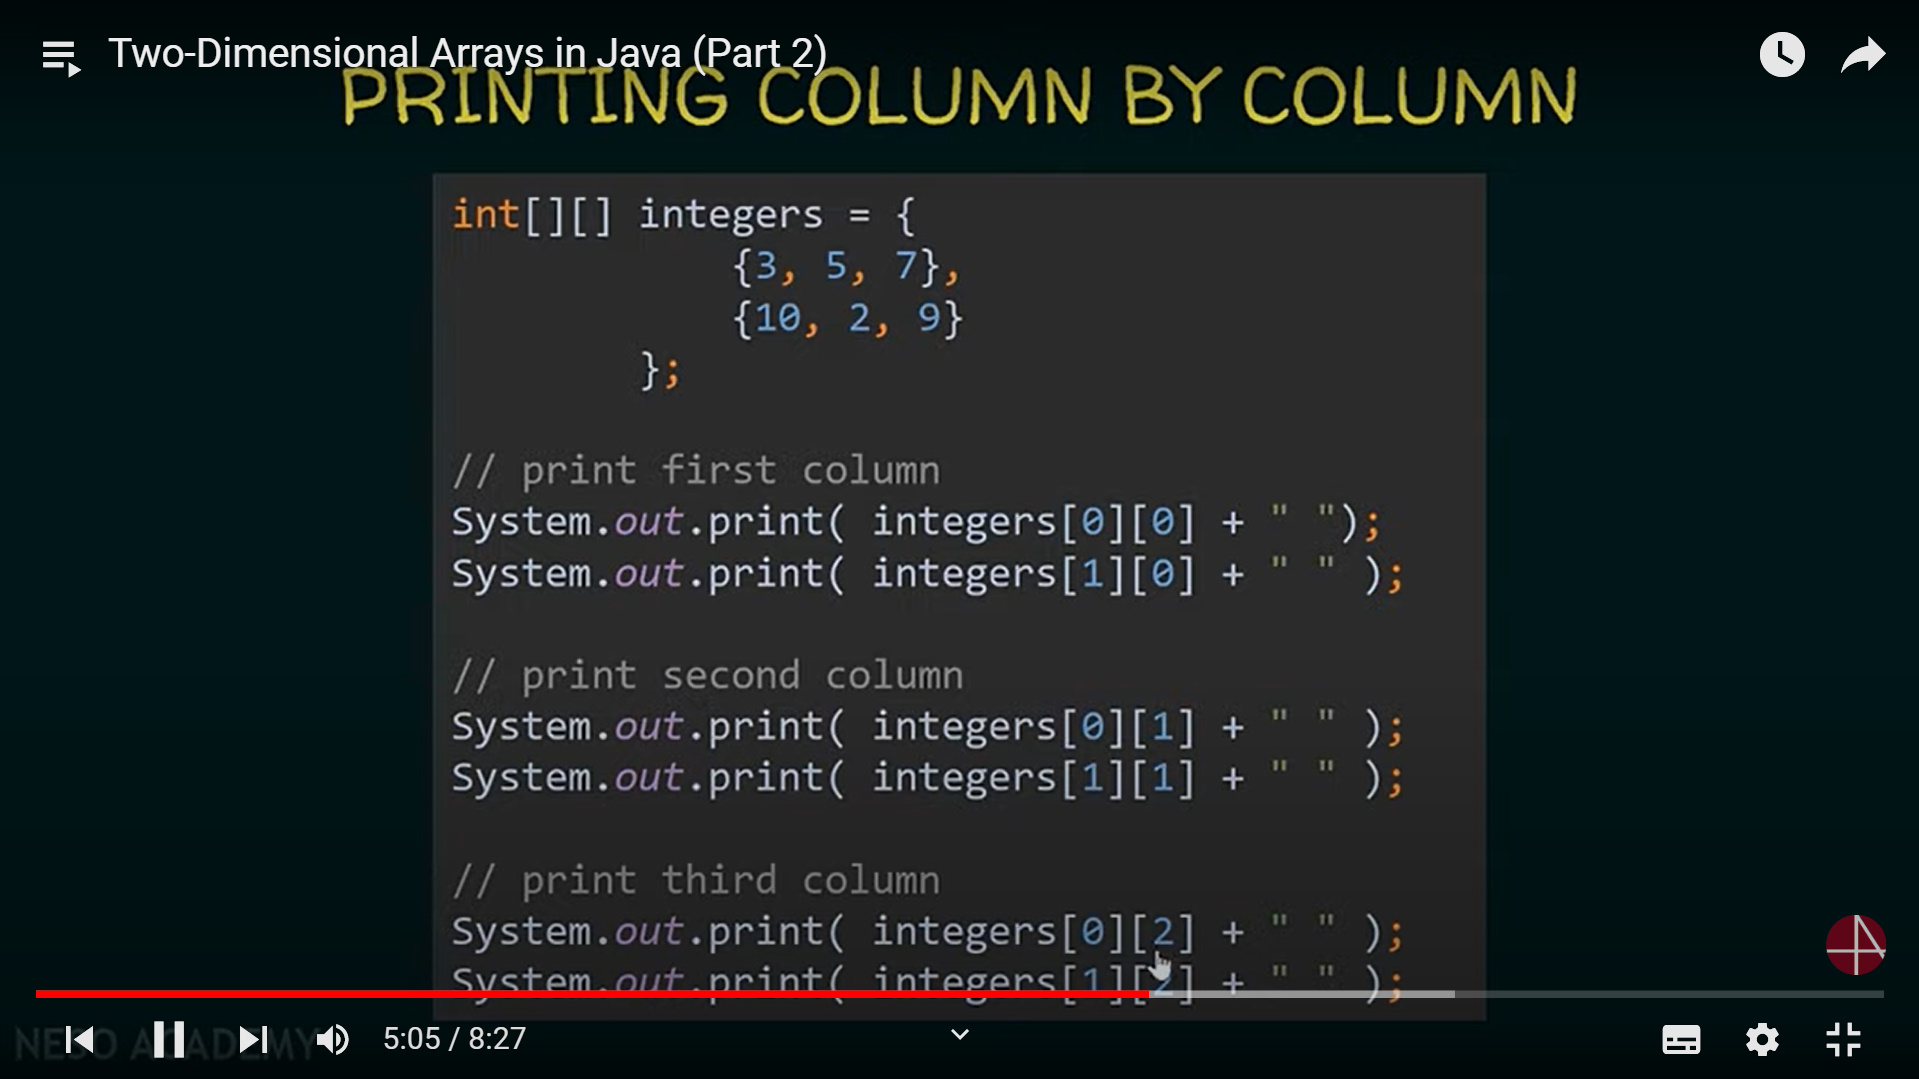 Two-Dimensional Arrays in Java (Part 2)
PRINTING COLUMN BY COLUMN
int[][] integers = {
{3, 5, 7},
{10, 2, 9}
};
// print first column
System.out.print( integers[0][0] + " ");
System.out.print( integers[1][0] + " " );
// print second column
System.out.print( integers[0][1] + " " );
System.out.print( integers[1][1] + " " );
// print third column
System.out.print( integers[0][2] + " " );
System.out.print( integers[1][2] + " " );
NESO ACADEMY
5:05 / 8:27